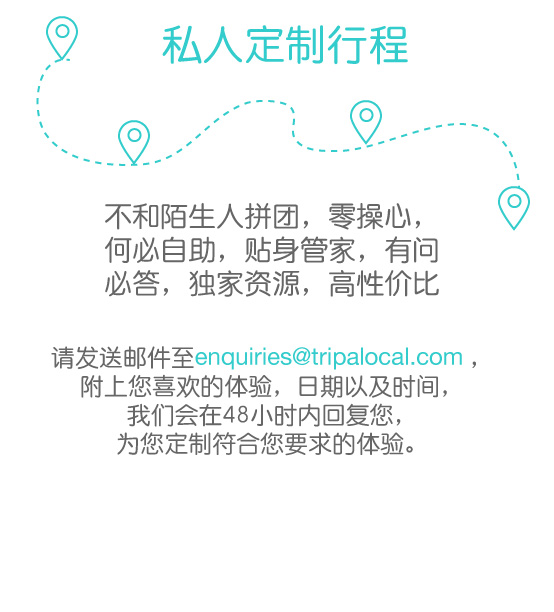 私人定制行程
不和陌生人拼团，零操心，
何必自助，贴身管家，有问
必答，独家资源，高性价比
请发送邮件至enquiries@tripalocal.com，
附上您喜欢的体验，日期以及时间，
我们会在48小时内回复您，
为您定制符合您要求的体验。